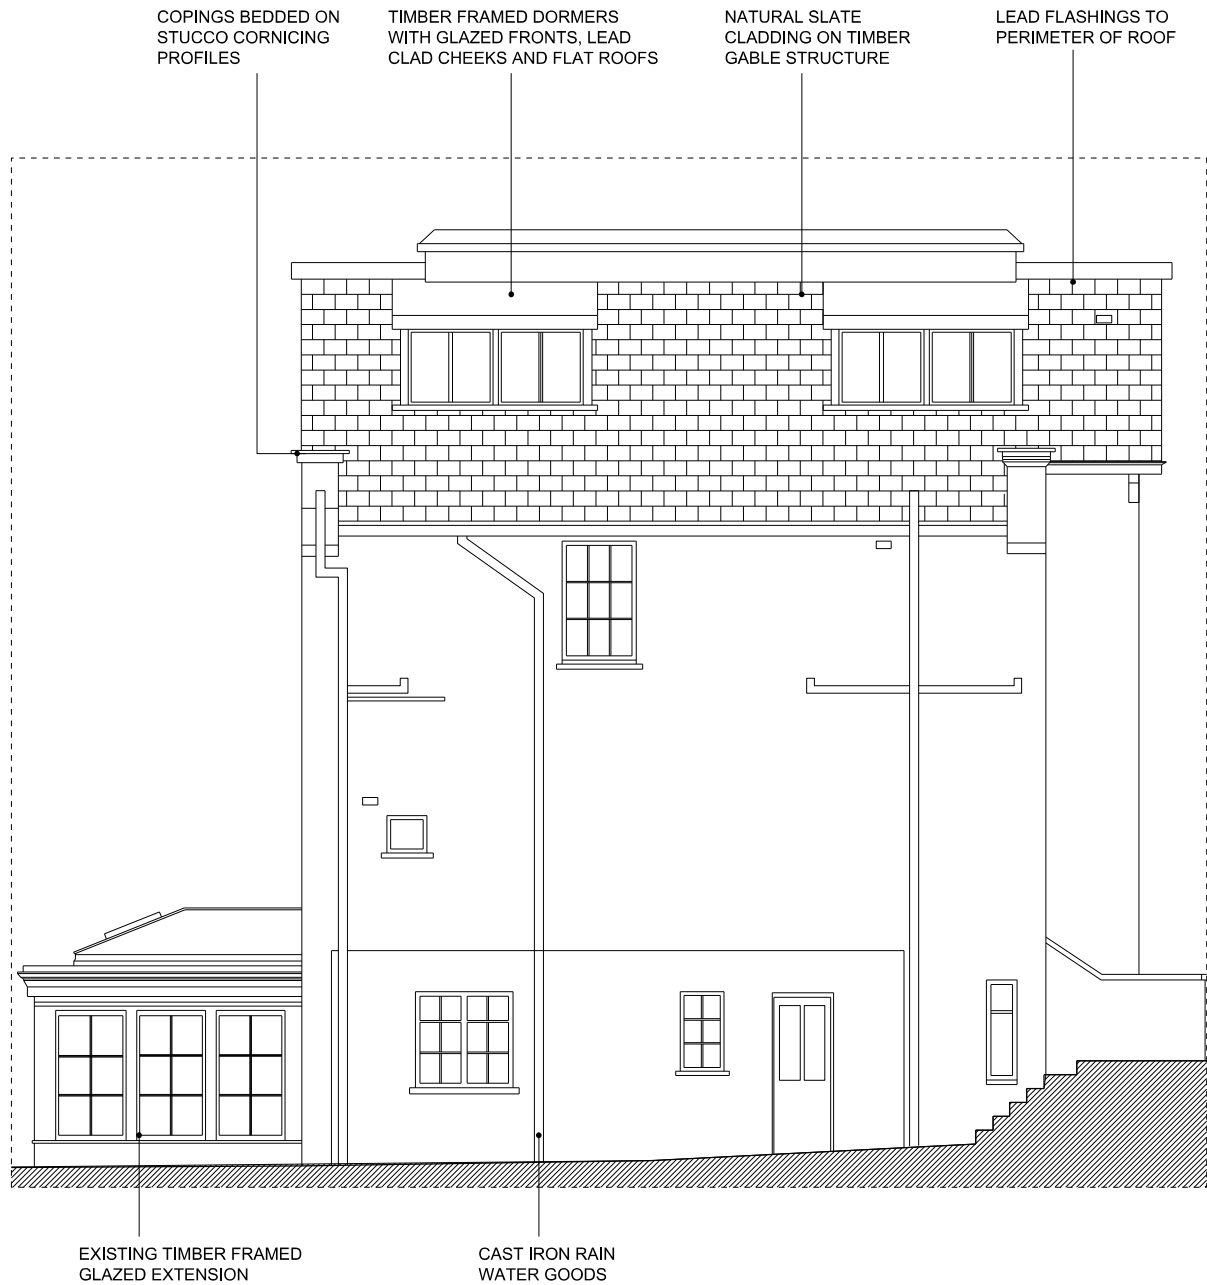 COPINGS BEDDED ON
STUCCO CORNICING
PROFILES
TIMBER FRAMED DORMERS
WITH GLAZED FRONTS, LEAD
CLAD CHEEKS AND FLAT ROOFS
NATURAL SLATE
CLADDING ON TIMBER
GABLE STRUCTURE
LEAD FLASHINGS TO
PERIMETER OF ROOF
EXISTING TIMBER FRAMED
GLAZED EXTENSION
CAST IRON RAIN
WATER GOODS